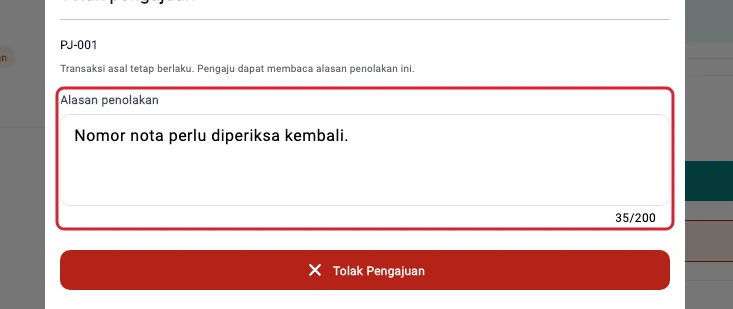 PJ-001
Transaksi asal tetap berlaku. Pengaju dapat membaca alasan penolakan ini.
Alasan penolakan
Nomor nota perlu diperiksa kembali.
35/200
Tolak Pengajuan